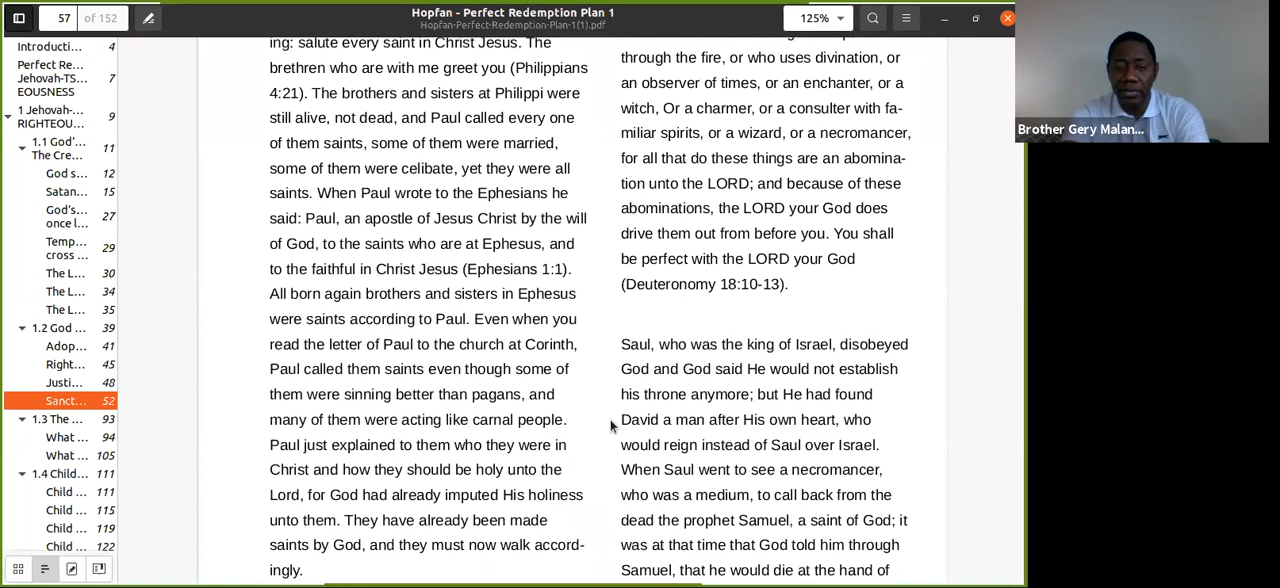 57 of 152
Hopfan - Perfect Redemption Plan 1
Hopfan-Perfect-Redemption-Plan-1(1).pdf
125%
Introducti... 4
Perfect Re...
Jehovah-TS... 7
EOUSNESS
1 Jehovah-... 9
RIGHTEOU...
1.1 God'... 11
The Cre...
God s... 12
Satan... 15
God's... 27
once l...
Temp... 29
cross ...
The L... 30
The L... 34
The L... 35
1.2 God ... 39
Adop... 41
Right... 45
Justi... 48
Sanct... 52
1.3 The ... 93
What ... 94
What ... 105
1.4 Child... 111
Child ... 111
Child ... 115
Child ... 119
Child ... 122
ing: salute every saint in Christ Jesus. The
brethren who are with me greet you (Philippians
4:21). The brothers and sisters at Philippi were
still alive, not dead, and Paul called every one
of them saints, some of them were married,
some of them were celibate, yet they were all
saints. When Paul wrote to the Ephesians he
said: Paul, an apostle of Jesus Christ by the will
of God, to the saints who are at Ephesus, and
to the faithful in Christ Jesus (Ephesians 1:1).
All born again brothers and sisters in Ephesus
were saints according to Paul. Even when you
read the letter of Paul to the church at Corinth,
Paul called them saints even though some of
them were sinning better than pagans, and
many of them were acting like carnal people.
Paul just explained to them who they were in
Christ and how they should be holy unto the
Lord, for God had already imputed His holiness
unto them. They have already been made
saints by God, and they must now walk accord-
ingly.
through the fire, or who uses divination, or
an observer of times, or an enchanter, or a
witch, Or a charmer, or a consulter with fa-
miliar spirits, or a wizard, or a necromancer,
for all that do these things are an abomina-
tion unto the LORD; and because of these
abominations, the LORD your God does
drive them out from before you. You shall
be perfect with the LORD your God
(Deuteronomy 18:10-13).
Saul, who was the king of Israel, disobeyed
God and God said He would not establish
his throne anymore; but He had found
David a man after His own heart, who
would reign instead of Saul over Israel.
When Saul went to see a necromancer,
who was a medium, to call back from the
dead the prophet Samuel, a saint of God; it
was at that time that God told him through
Samuel, that he would die at the hand of
Brother Gery Malan...